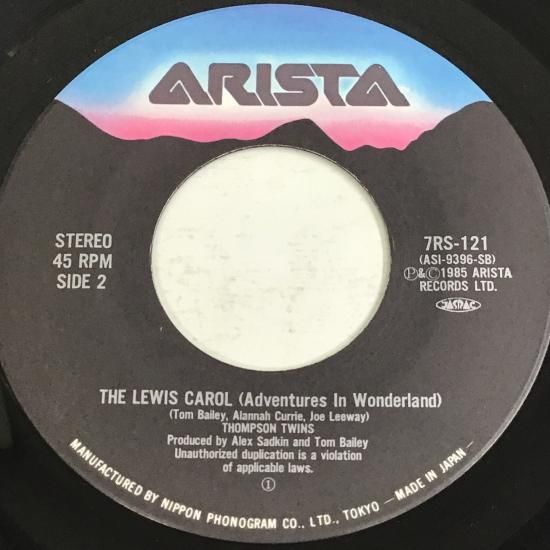 ARISTA
STEREO
45 RPM
SIDE 2
7RS-121
(ASI-9396-SB)
Ⓟ&Ⓒ1985 ARISTA
RECORDS LTD.
JASRAC
THE LEWIS CAROL (Adventures In Wonderland)
(Tom Bailey, Alannah Currie, Joe Leeway)
THOMPSON TWINS
Produced by Alex Sadkin and Tom Bailey
Unauthorized duplication is a violation
of applicable laws.
①
MANUFACTURED BY NIPPON PHONOGRAM CO., LTD., TOKYO —MADE IN JAPAN—